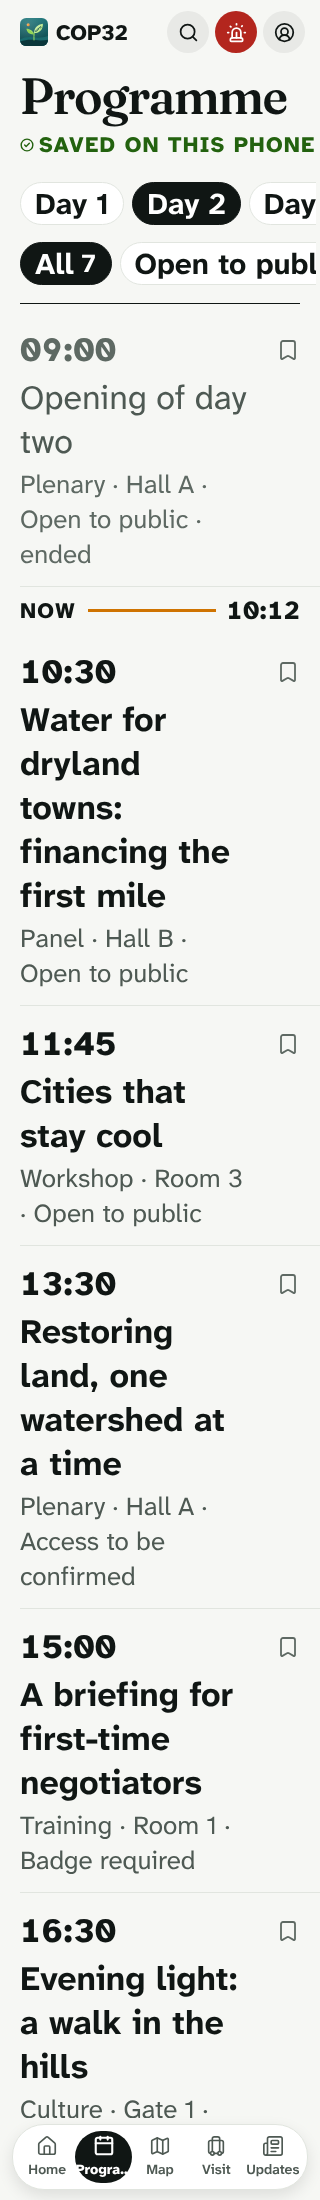 COP32
Programme
SAVED ON THIS PHONE
Day 1 Day 2 Day
All 7 Open to publ
09:00
Opening of day
two
Plenary · Hall A ·
Open to public ·
ended
NOW 10:12
10:30
Water for
dryland
towns:
financing the
first mile
Panel · Hall B ·
Open to public
11:45
Cities that
stay cool
Workshop · Room 3
· Open to public
13:30
Restoring
land, one
watershed at
a time
Plenary · Hall A ·
Access to be
confirmed
15:00
A briefing for
first-time
negotiators
Training · Room 1 ·
Badge required
16:30
Evening light:
a walk in the
hills
Culture · Gate 1 ·
Home Progra… Map Visit Updates